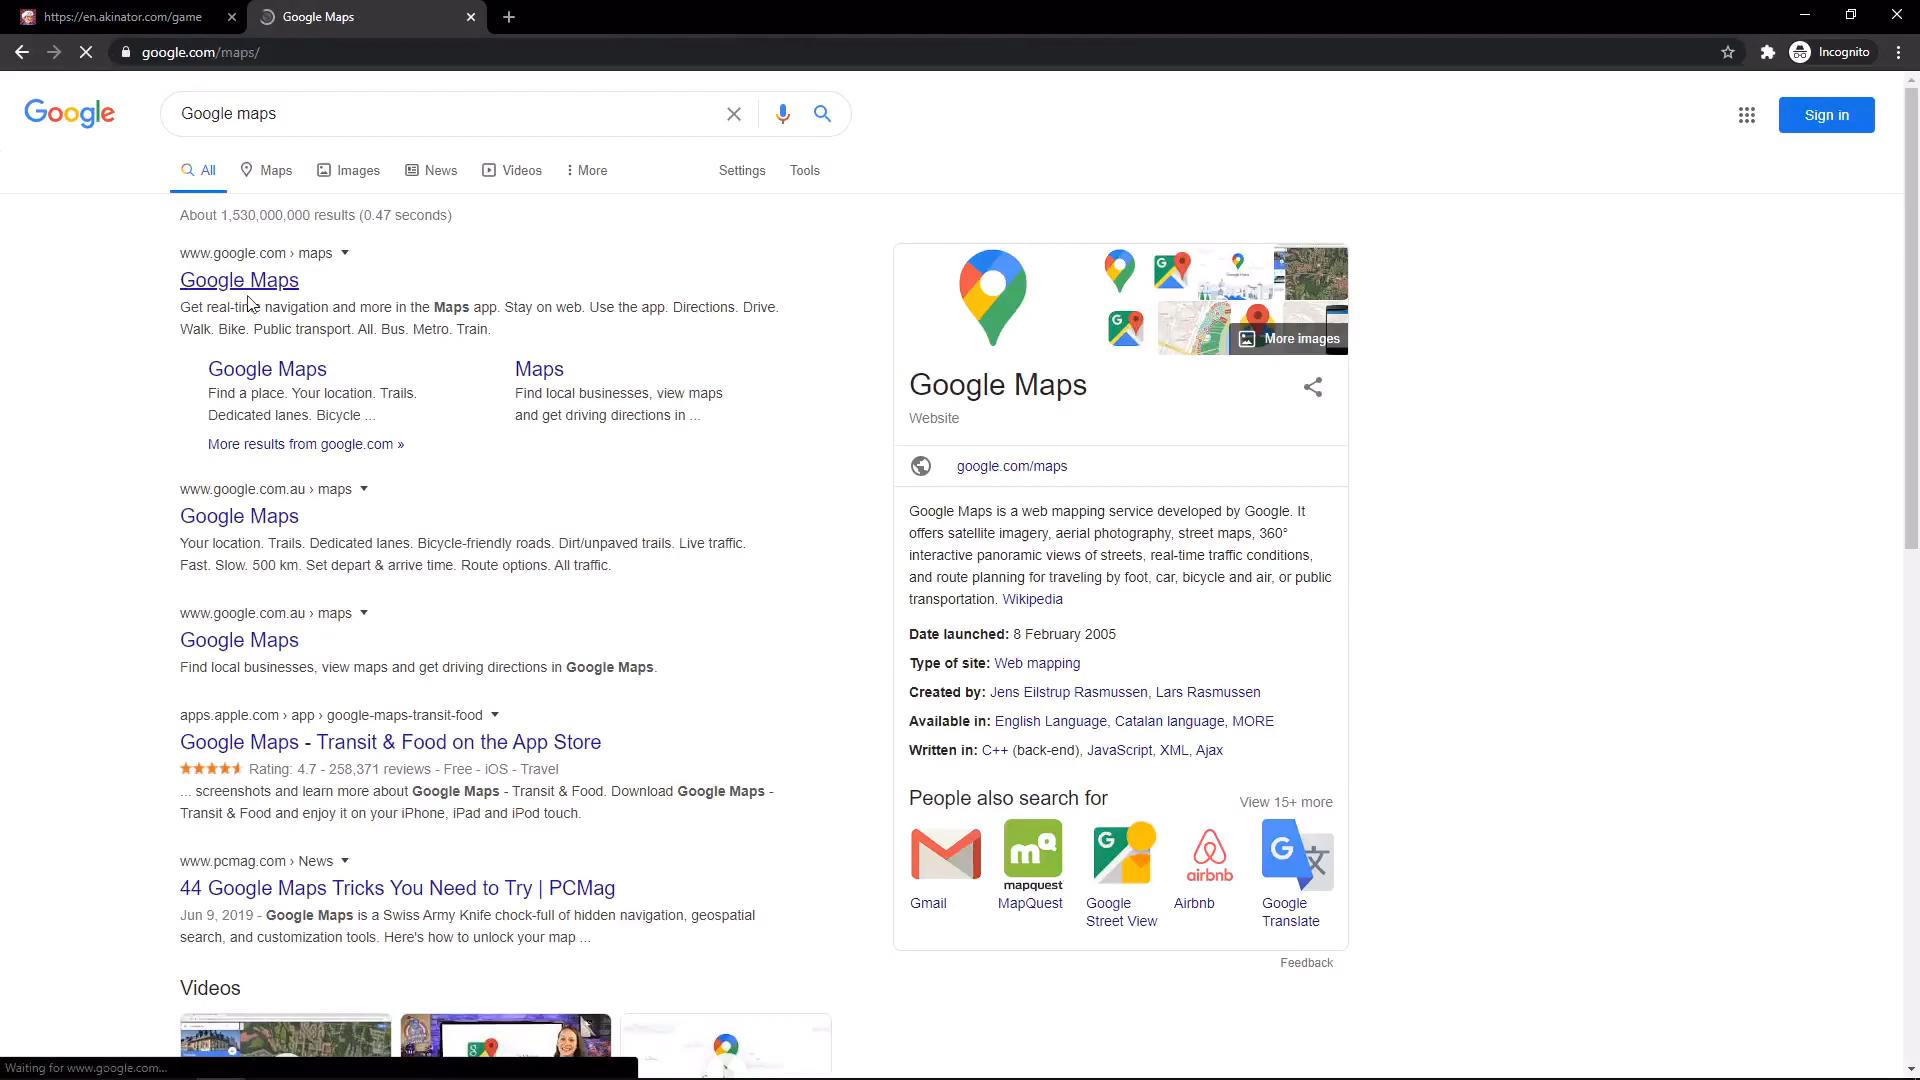 https://en.akinator.com/game
Google Maps
google.com/maps/
Incognito
Google
Google maps
Sign in
All
Maps
Images
News
Videos
More
Settings
Tools
About 1,530,000,000 results (0.47 seconds)
www.google.com › maps
Google Maps
Get real-time navigation and more in the Maps app. Stay on web. Use the app. Directions. Drive.
Walk. Bike. Public transport. All. Bus. Metro. Train.
Google Maps
Find a place. Your location. Trails.
Dedicated lanes. Bicycle ...
Maps
Find local businesses, view maps
and get driving directions in ...
More results from google.com »
www.google.com.au › maps
Google Maps
Your location. Trails. Dedicated lanes. Bicycle-friendly roads. Dirt/unpaved trails. Live traffic.
Fast. Slow. 500 km. Set depart & arrive time. Route options. All traffic.
www.google.com.au › maps
Google Maps
Find local businesses, view maps and get driving directions in Google Maps.
apps.apple.com › app › google-maps-transit-food
Google Maps - Transit & Food on the App Store
Rating: 4.7 - 258,371 reviews - Free - iOS - Travel
... screenshots and learn more about Google Maps - Transit & Food. Download Google Maps -
Transit & Food and enjoy it on your iPhone, iPad and iPod touch.
www.pcmag.com › News
44 Google Maps Tricks You Need to Try | PCMag
Jun 9, 2019 - Google Maps is a Swiss Army Knife chock-full of hidden navigation, geospatial
search, and customization tools. Here's how to unlock your map ...
Videos
More images
Google Maps
Website
google.com/maps
Google Maps is a web mapping service developed by Google. It
offers satellite imagery, aerial photography, street maps, 360°
interactive panoramic views of streets, real-time traffic conditions,
and route planning for traveling by foot, car, bicycle and air, or public
transportation. Wikipedia
Date launched: 8 February 2005
Type of site: Web mapping
Created by: Jens Eilstrup Rasmussen, Lars Rasmussen
Available in: English Language, Catalan language, MORE
Written in: C++ (back-end), JavaScript, XML, Ajax
People also search for
View 15+ more
mQ
mapquest
G
airbnb
G
Gmail
MapQuest
Google
Street View
Airbnb
Google
Translate
Feedback
Waiting for www.google.com...